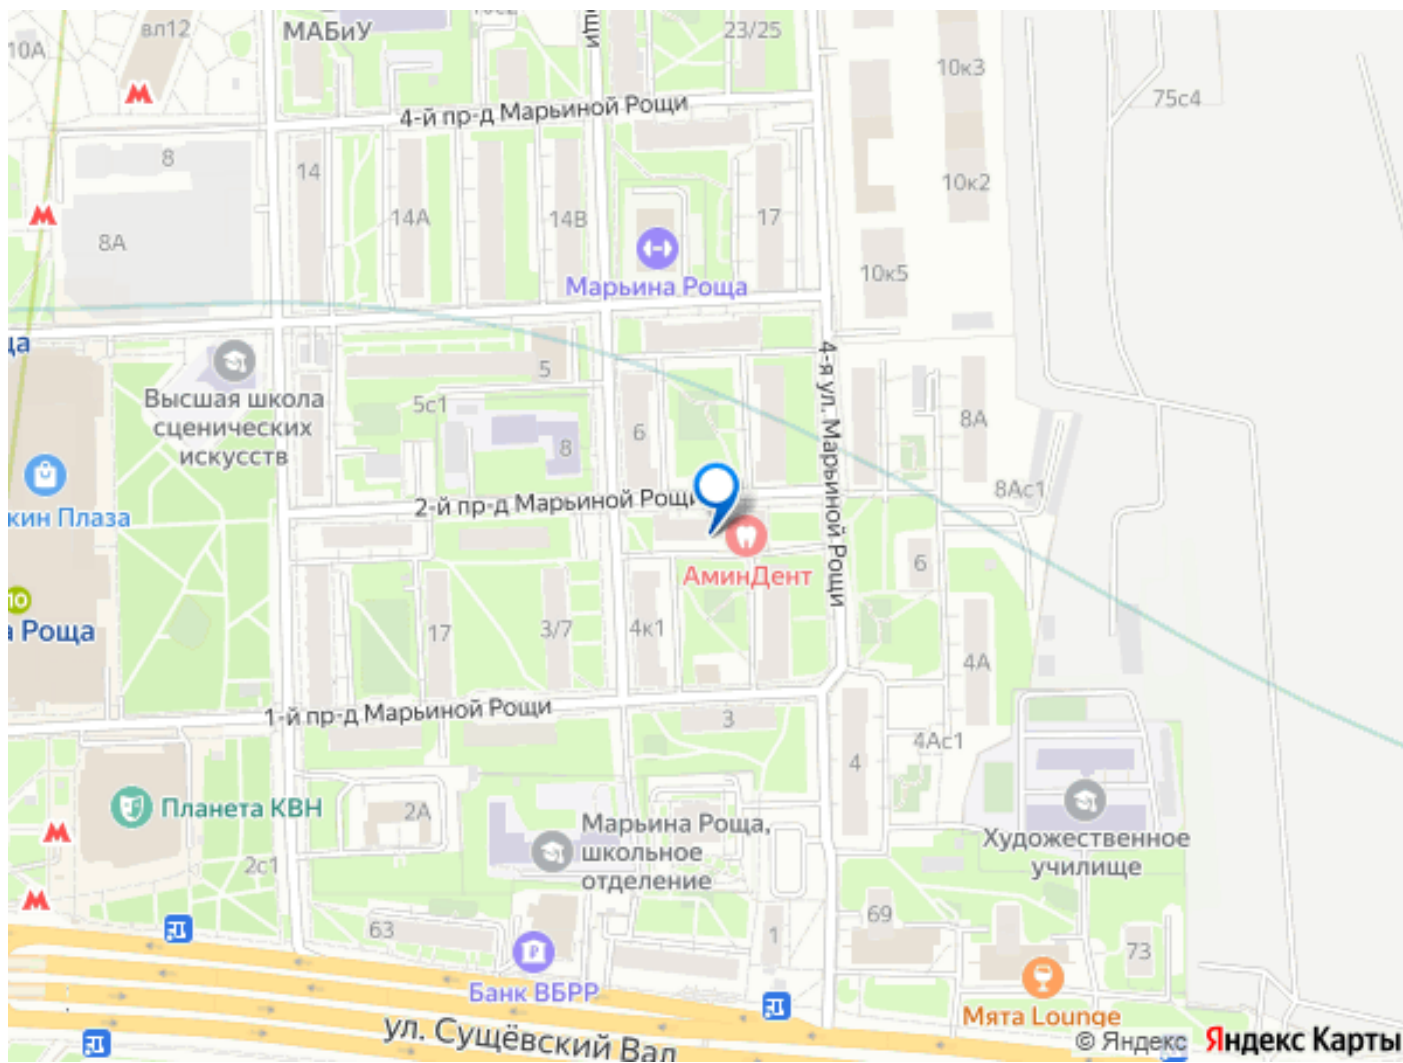 вл12
МАБиУ
10с2
щи
23/25
10А
10к3
75с4
4-й пр-д Марьиной Рощи
8
14
10к2
14А
14В
17
8А
10к5
Марьина Роща
ца
5
4-я ул. Марьиной Рощи
Высшая школа
сценических
искусств
5с1
6
8
8А
8Ас1
кин Плаза
2-й пр-д Марьиной Рощи
АминДент
6
10
а Роща
17
3/7
4к1
4А
1-й пр-д Марьиной Рощи
3
4Ас1
4
Планета КВН
2А
Марьина Роща,
школьное
отделение
Художественное
училище
2с1
63
69
1
73
Банк ВБРР
Мята Lounge
ул. Сущёвский Вал
© Яндекс Яндекс Карты